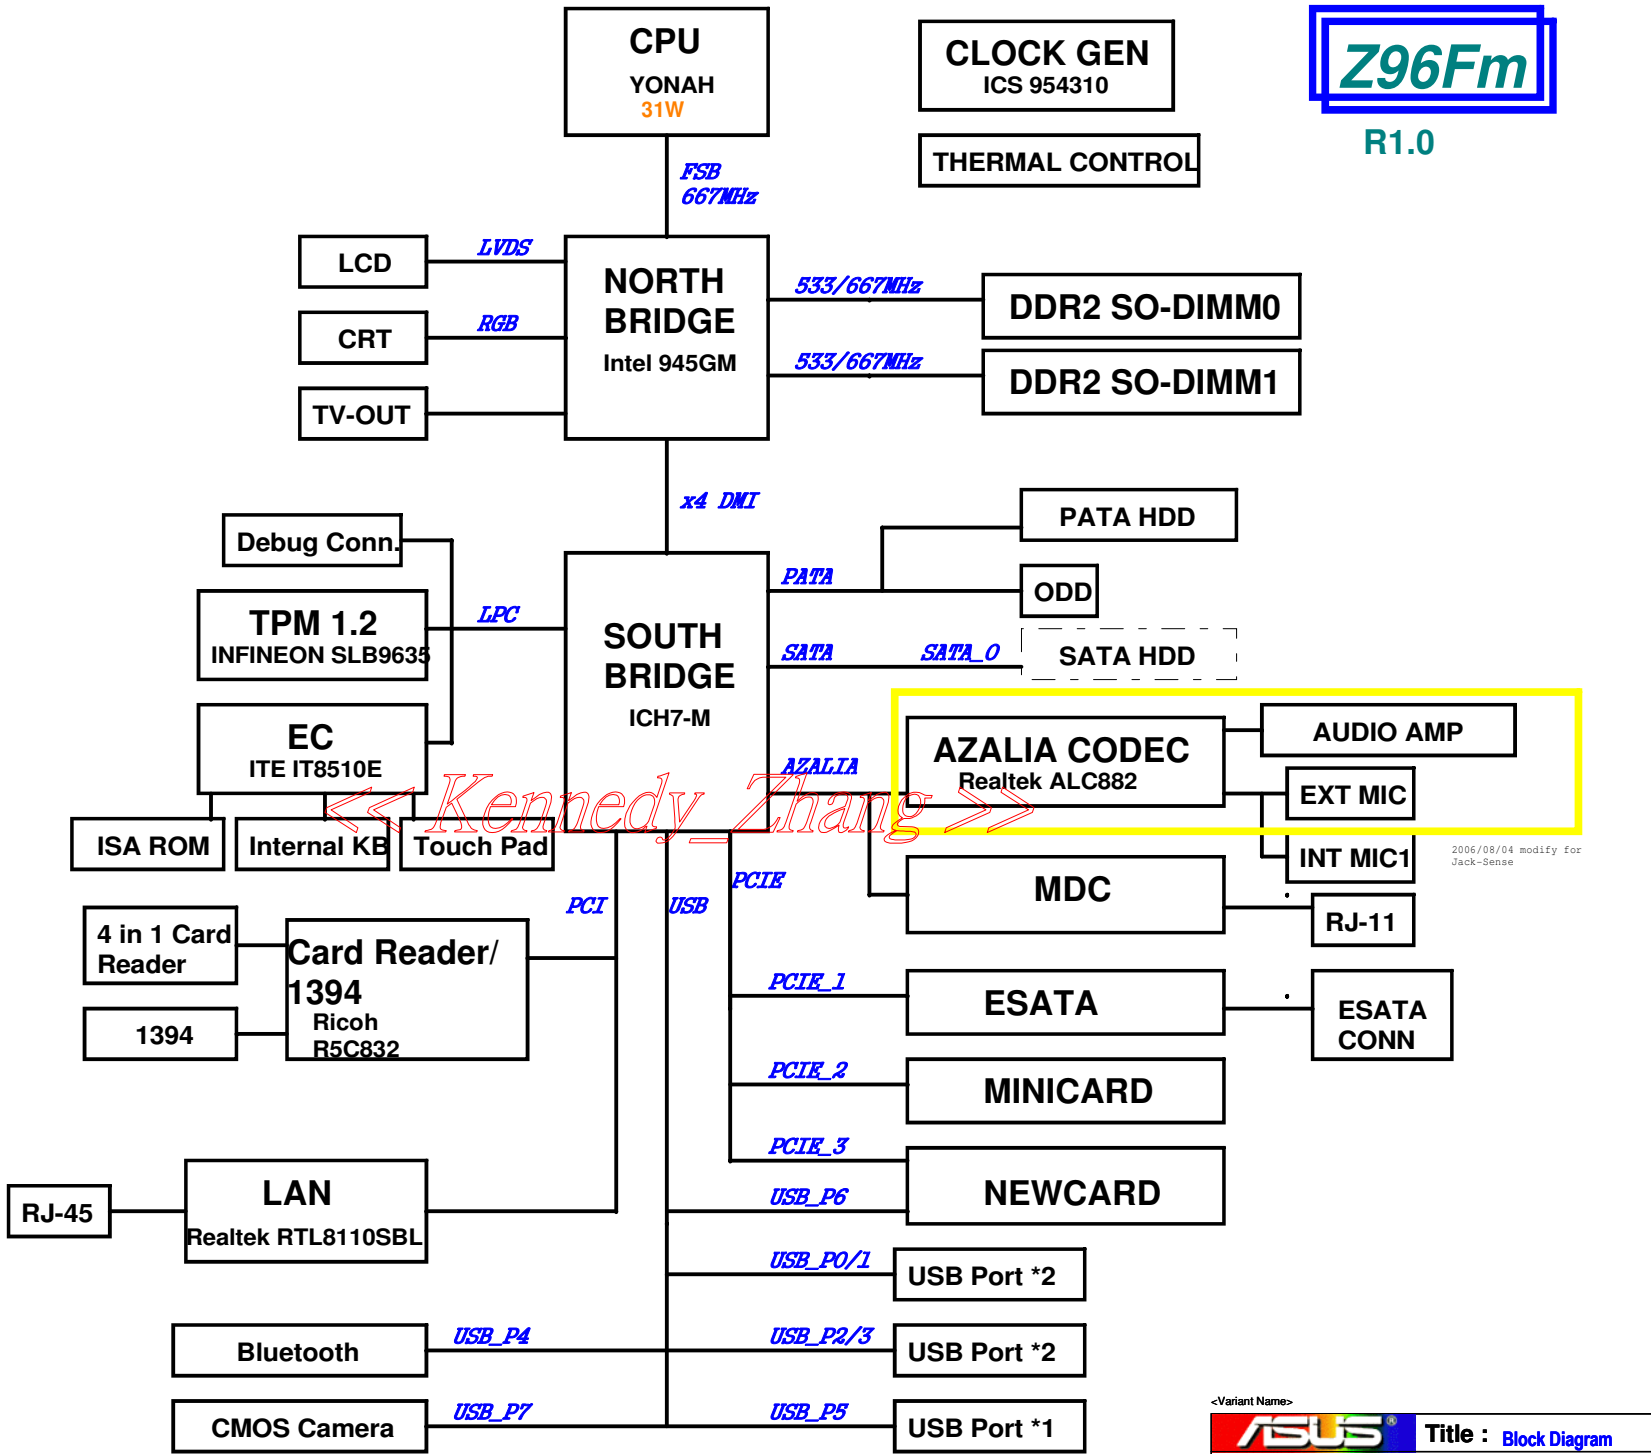 CPU
YONAH
31W
CLOCK GEN
ICS 954310
Z96Fm
R1.0
THERMAL CONTROL
FSB
667MHz
LCD
LVDS
NORTH
BRIDGE
Intel 945GM
533/667MHz
DDR2 SO-DIMM0
CRT
RGB
533/667MHz
DDR2 SO-DIMM1
TV-OUT
x4 DMI
PATA HDD
Debug Conn.
PATA
ODD
TPM 1.2
INFINEON SLB9635
LPC
SOUTH
BRIDGE
ICH7-M
SATA
SATA_0
SATA HDD
EC
ITE IT8510E
AZALIA
AZALIA CODEC
Realtek ALC882
AUDIO AMP
EXT MIC
<< Kennedy_Zhang >>
ISA ROM
Internal KB
Touch Pad
INT MIC1
2006/08/04 modify for
Jack-Sense
PCI
USB
PCIE
MDC
RJ-11
4 in 1 Card
Reader
Card Reader/
1394
Ricoh
R5C832
1394
PCIE_1
ESATA
ESATA
CONN
PCIE_2
MINICARD
PCIE_3
NEWCARD
USB_P6
LAN
Realtek RTL8110SBL
RJ-45
USB_P0/1
USB Port *2
Bluetooth
USB_P4
USB_P2/3
USB Port *2
CMOS Camera
USB_P7
USB_P5
USB Port *1
<Variant Name>
ASUS®
Title : Block Diagram